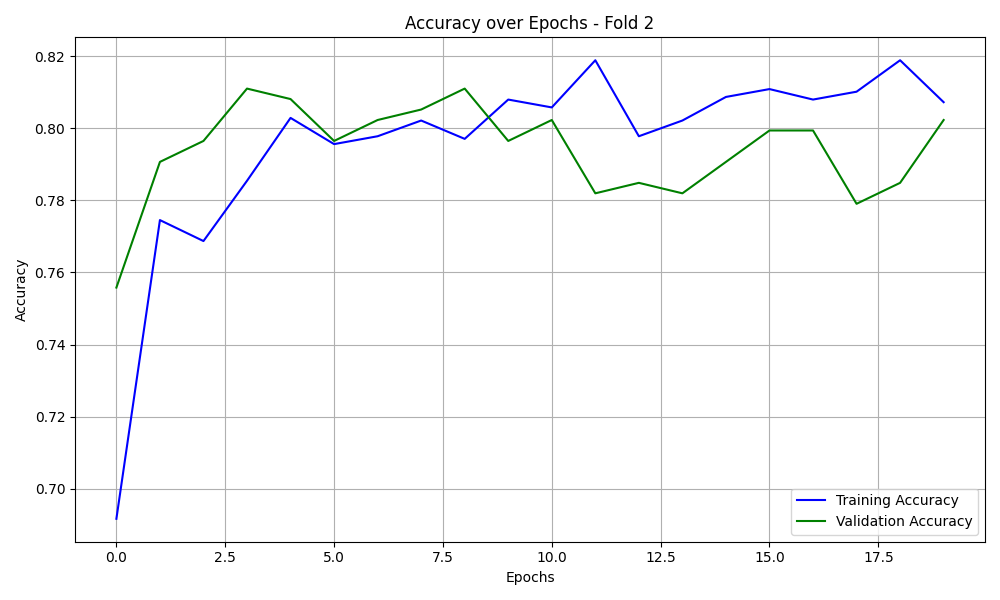 Accuracy over Epochs - Fold 2
0.82
0.80
0.78
0.76
0.74
0.72
0.70
Accuracy
0.0 2.5 5.0 7.5 10.0 12.5 15.0 17.5
Epochs
Training Accuracy
Validation Accuracy